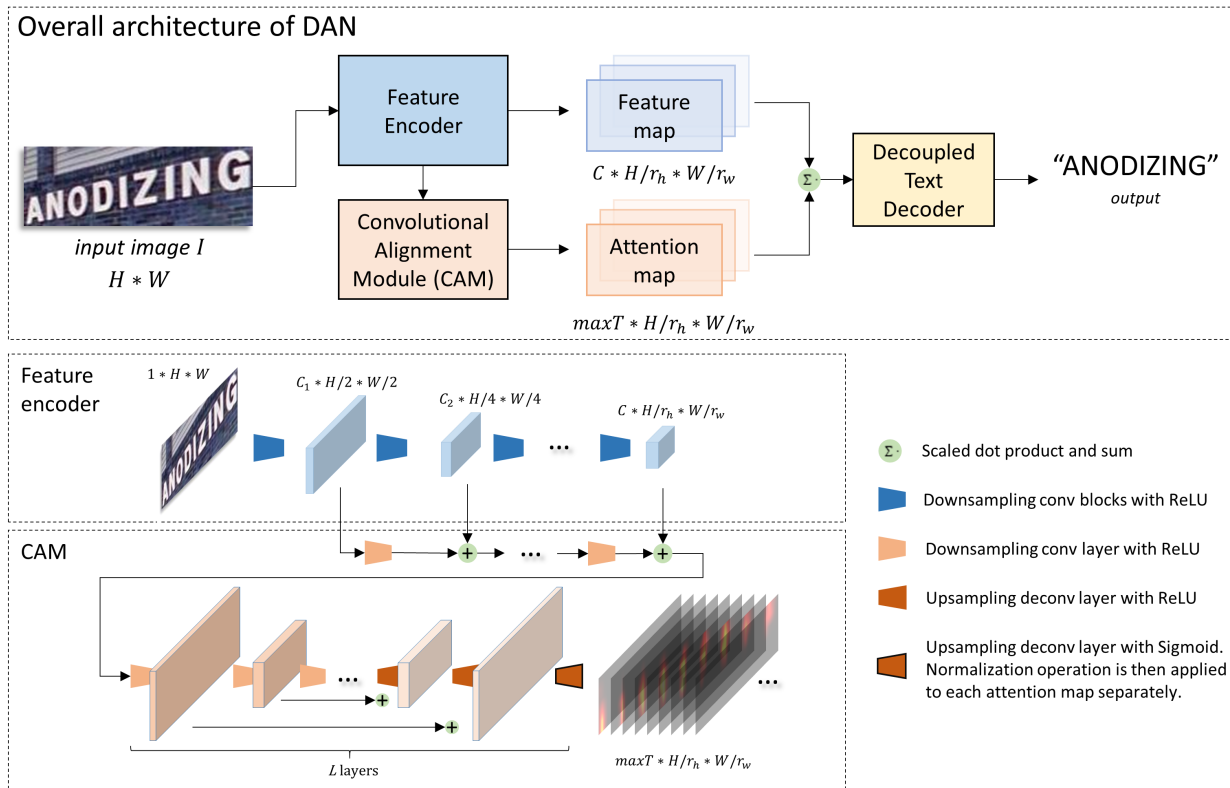 Overall architecture of DAN
Feature
Encoder
Feature
map
C * H/r_h * W/r_w
Decoupled
Text
Decoder
“ANODIZING”
output
Σ·
ANODIZING
input image I
H * W
Convolutional
Alignment
Module (CAM)
Attention
map
maxT * H/r_h * W/r_w
Feature
encoder
1 * H * W
C_1 * H/2 * W/2
C_2 * H/4 * W/4
C * H/r_h * W/r_w
ANODIZING
...
CAM
+
...
+
...
+
+
...
L layers
maxT * H/r_h * W/r_w
Σ· Scaled dot product and sum
Downsampling conv blocks with ReLU
Downsampling conv layer with ReLU
Upsampling deconv layer with ReLU
Upsampling deconv layer with Sigmoid.
Normalization operation is then applied
to each attention map separately.